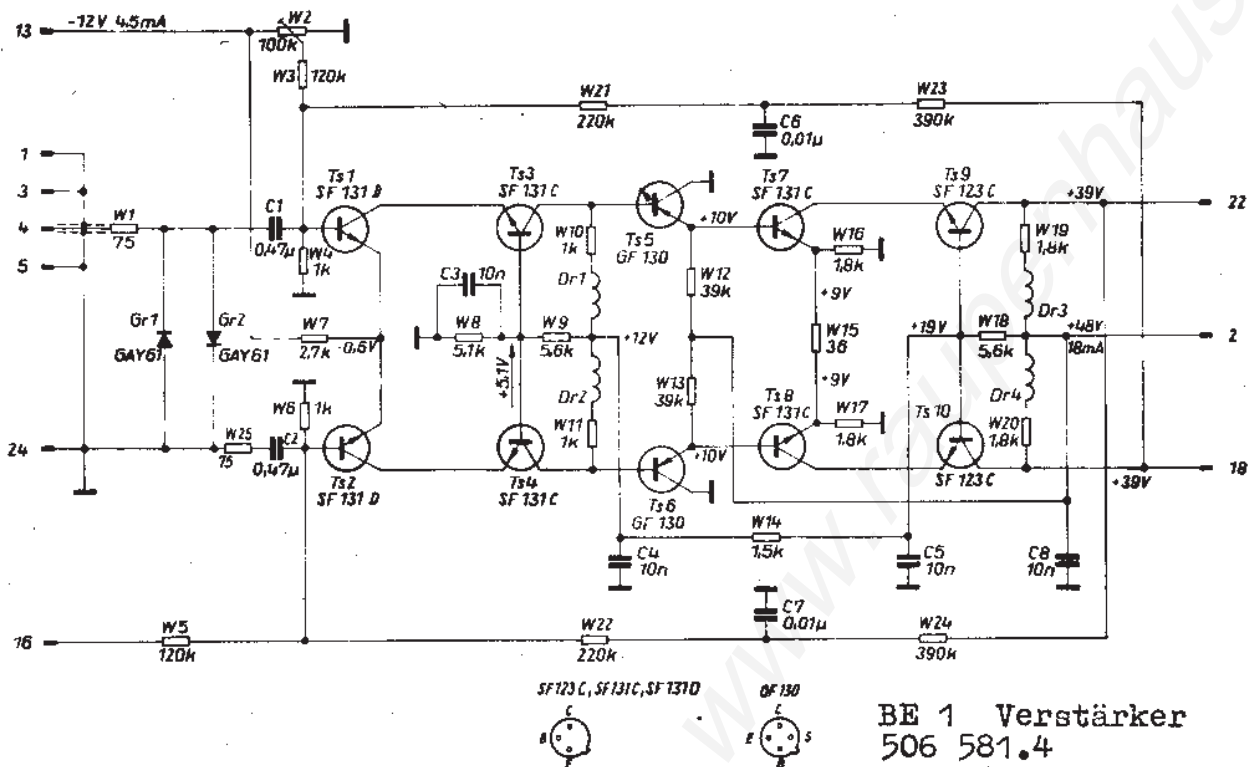 13
-12V 4,5mA
W2
100k
W3
120k
W21
220k
W23
390k
C6
0,01µ
1
3
4
5
W1
75
C1
0,47µ
W4
1k
Ts1
SF 131 D
Ts3
SF 131 C
W10
1k
Dr1
Ts5
GF 130
+10V
W12
39k
Ts7
SF 131 C
W16
1,8k
+9V
Ts9
SF 123 C
+39V
22
W19
1,8k
Dr3
Gr1
GAY61
Gr2
GAY61
W7
2,7k
-0,6V
C3
10n
W8
5,1k
W9
5,6k
+12V
+5,1V
W15
36
+19V
W18
5,6k
+48V
18mA
2
W6
1k
Dr2
W11
1k
W13
39k
+9V
W17
1,8k
Dr4
W20
1,8k
24
W25
75
C2
0,47µ
Ts2
SF 131 D
Ts4
SF 131 C
Ts6
GF 130
+10V
Ts8
SF 131 C
Ts10
SF 123 C
+39V
18
W14
1,5k
C4
10n
C5
10n
C8
10n
16
W5
120k
W22
220k
C7
0,01µ
W24
390k
SF 123 C, SF 131 C, SF 131 D
GF 130
C
B
E
C
E
S
B
BE 1 Verstärker
506 581.4
www.raupenhaus